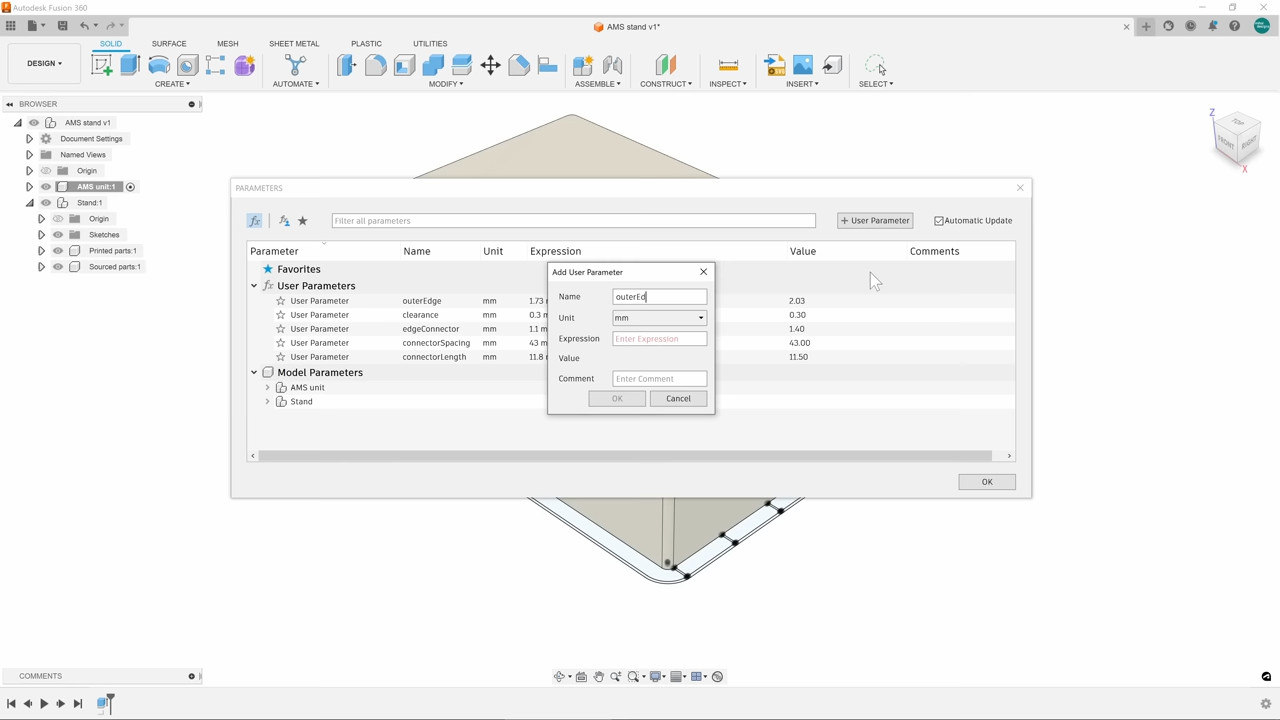 Autodesk Fusion 360
AMS stand v1*
DESIGN
SOLID SURFACE MESH SHEET METAL PLASTIC UTILITIES
CREATE AUTOMATE MODIFY ASSEMBLE CONSTRUCT INSPECT INSERT SELECT
BROWSER
AMS stand v1
Document Settings
Named Views
Origin
AMS unit:1
Stand:1
Origin
Sketches
Printed parts:1
Sourced parts:1
TOP
FRONT
RIGHT
Z
X
PARAMETERS
fx Filter all parameters + User Parameter Automatic Update
Parameter Name Unit Expression Value Comments
Favorites
fx User Parameters
User Parameter outerEdge mm 1.73 m 2.03
User Parameter clearance mm 0.3 m 0.30
User Parameter edgeConnector mm 1.1 m 1.40
User Parameter connectorSpacing mm 43 m 43.00
User Parameter connectorLength mm 11.8 m 11.50
Model Parameters
AMS unit
Stand
OK
Add User Parameter
Name outerEd
Unit mm
Expression Enter Expression
Value
Comment Enter Comment
OK Cancel
COMMENTS